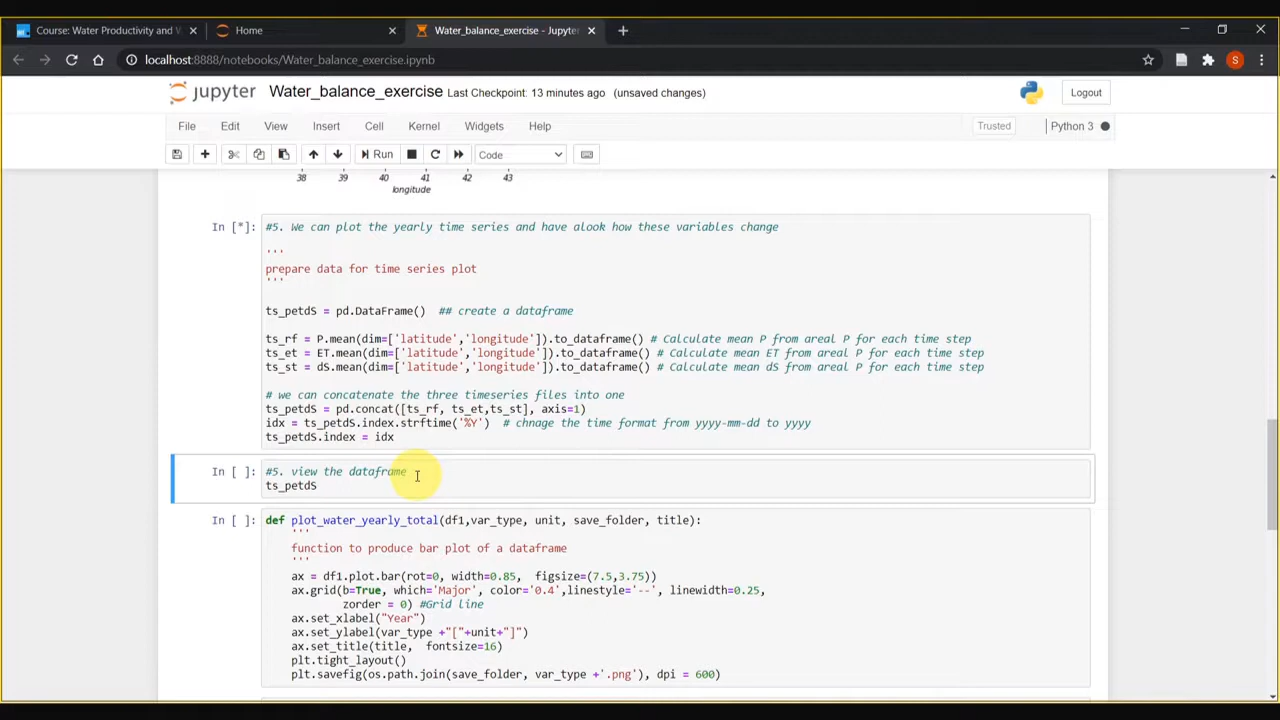 Course: Water Productivity and W
Home
Water_balance_exercise - Jupyter
localhost:8888/notebooks/Water_balance_exercise.ipynb
S
jupyter Water_balance_exercise Last Checkpoint: 13 minutes ago (unsaved changes)
Logout
File Edit View Insert Cell Kernel Widgets Help
Trusted
Python 3
Run
Code
38 39 40 41 42 43
longitude
In [*]: #5. We can plot the yearly time series and have alook how these variables change
'''
prepare data for time series plot
'''
ts_petdS = pd.DataFrame() ## create a dataframe
ts_rf = P.mean(dim=['latitude','longitude']).to_dataframe() # Calculate mean P from areal P for each time step
ts_et = ET.mean(dim=['latitude','longitude']).to_dataframe() # Calculate mean ET from areal P for each time step
ts_st = dS.mean(dim=['latitude','longitude']).to_dataframe() # Calculate mean dS from areal P for each time step
# we can concatenate the three timeseries files into one
ts_petdS = pd.concat([ts_rf, ts_et,ts_st], axis=1)
idx = ts_petdS.index.strftime('%Y') # chnage the time format from yyyy-mm-dd to yyyy
ts_petdS.index = idx
In [ ]: #5. view the dataframe
ts_petdS
In [ ]: def plot_water_yearly_total(df1,var_type, unit, save_folder, title):
'''
function to produce bar plot of a dataframe
'''
ax = df1.plot.bar(rot=0, width=0.85, figsize=(7.5,3.75))
ax.grid(b=True, which='Major', color='0.4',linestyle='--', linewidth=0.25,
zorder = 0) #Grid line
ax.set_xlabel("Year")
ax.set_ylabel(var_type +"["+unit+"]")
ax.set_title(title, fontsize=16)
plt.tight_layout()
plt.savefig(os.path.join(save_folder, var_type +'.png'), dpi = 600)